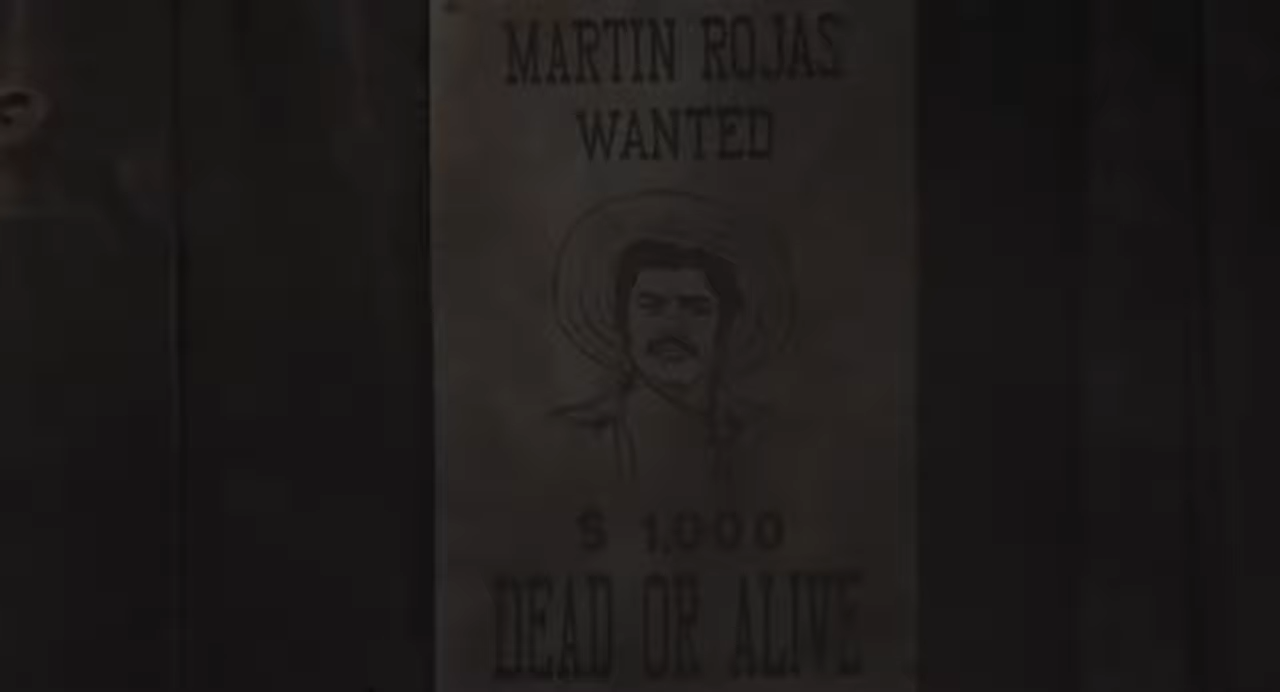 MARTIN ROJAS
WANTED
$ 1,000
DEAD OR ALIVE